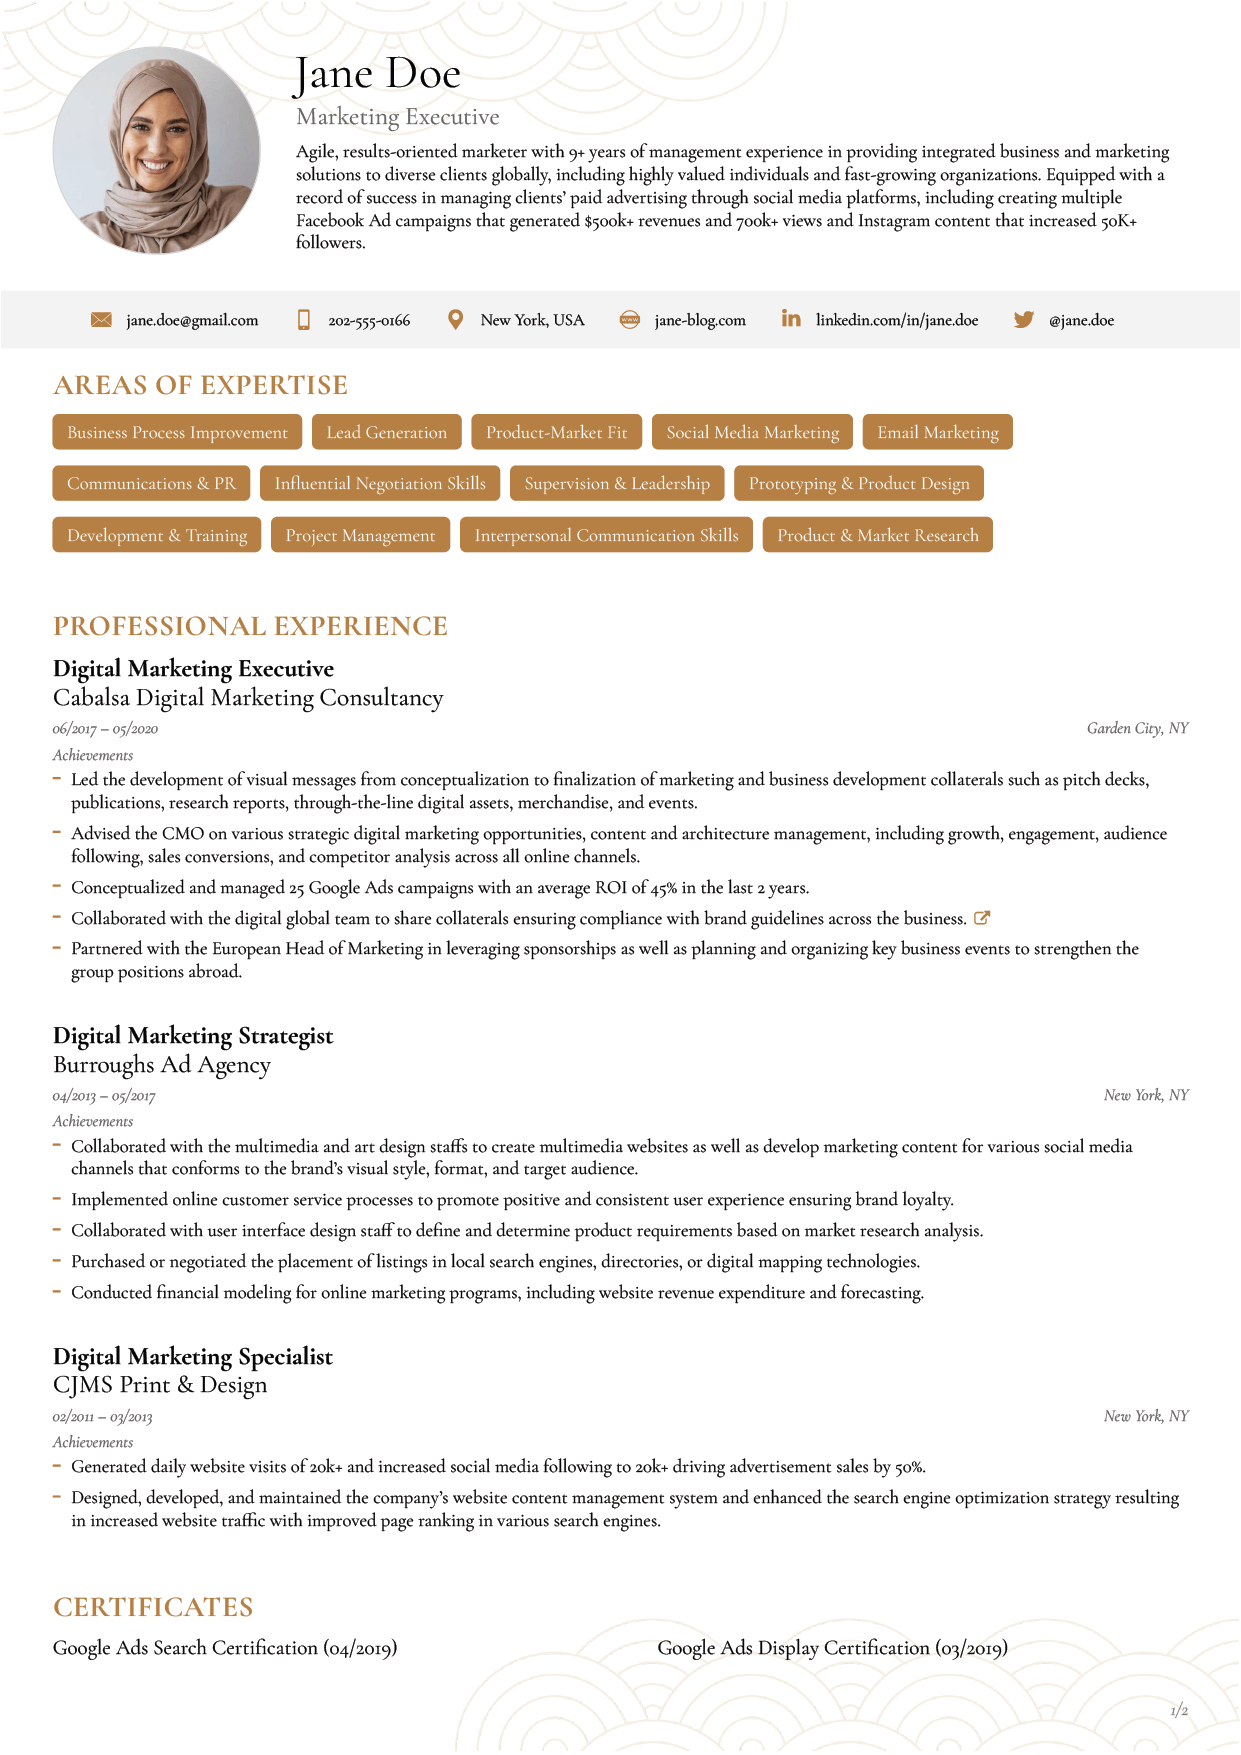 Jane Doe
Marketing Executive
Agile, results-oriented marketer with 9+ years of management experience in providing integrated business and marketing
solutions to diverse clients globally, including highly valued individuals and fast-growing organizations. Equipped with a
record of success in managing clients’ paid advertising through social media platforms, including creating multiple
Facebook Ad campaigns that generated $500k+ revenues and 700k+ views and Instagram content that increased 50K+
followers.
jane.doe@gmail.com 202-555-0166 New York, USA www jane-blog.com in linkedin.com/in/jane.doe @jane.doe
AREAS OF EXPERTISE
Business Process Improvement Lead Generation Product-Market Fit Social Media Marketing Email Marketing
Communications & PR Influential Negotiation Skills Supervision & Leadership Prototyping & Product Design
Development & Training Project Management Interpersonal Communication Skills Product & Market Research
PROFESSIONAL EXPERIENCE
Digital Marketing Executive
Cabalsa Digital Marketing Consultancy
06/2017 – 05/2020 Garden City, NY
Achievements
– Led the development of visual messages from conceptualization to finalization of marketing and business development collaterals such as pitch decks,
publications, research reports, through-the-line digital assets, merchandise, and events.
– Advised the CMO on various strategic digital marketing opportunities, content and architecture management, including growth, engagement, audience
following, sales conversions, and competitor analysis across all online channels.
– Conceptualized and managed 25 Google Ads campaigns with an average ROI of 45% in the last 2 years.
– Collaborated with the digital global team to share collaterals ensuring compliance with brand guidelines across the business.
– Partnered with the European Head of Marketing in leveraging sponsorships as well as planning and organizing key business events to strengthen the
group positions abroad.
Digital Marketing Strategist
Burroughs Ad Agency
04/2013 – 05/2017 New York, NY
Achievements
– Collaborated with the multimedia and art design staffs to create multimedia websites as well as develop marketing content for various social media
channels that conforms to the brand’s visual style, format, and target audience.
– Implemented online customer service processes to promote positive and consistent user experience ensuring brand loyalty.
– Collaborated with user interface design staff to define and determine product requirements based on market research analysis.
– Purchased or negotiated the placement of listings in local search engines, directories, or digital mapping technologies.
– Conducted financial modeling for online marketing programs, including website revenue expenditure and forecasting.
Digital Marketing Specialist
CJMS Print & Design
02/2011 – 03/2013 New York, NY
Achievements
– Generated daily website visits of 20k+ and increased social media following to 20k+ driving advertisement sales by 50%.
– Designed, developed, and maintained the company’s website content management system and enhanced the search engine optimization strategy resulting
in increased website traffic with improved page ranking in various search engines.
CERTIFICATES
Google Ads Search Certification (04/2019) Google Ads Display Certification (03/2019)
1/2